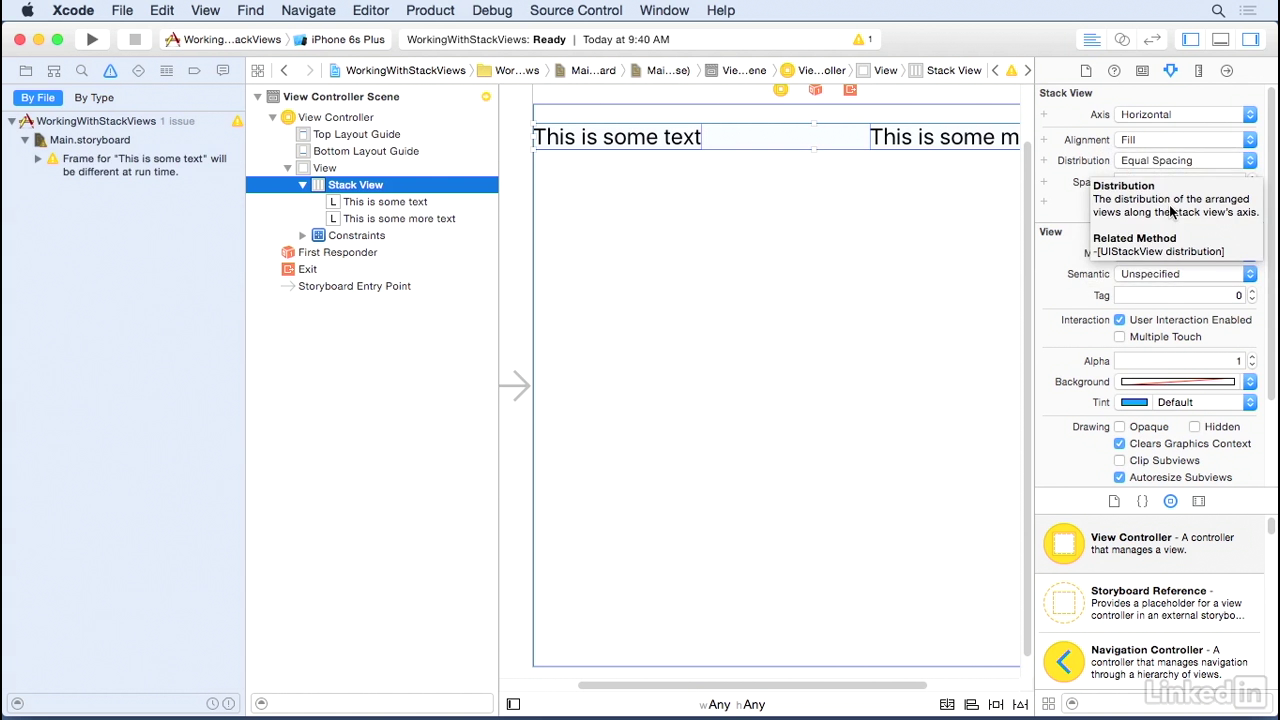 Xcode File Edit View Find Navigate Editor Product Debug Source Control Window Help
Working...ackViews iPhone 6s Plus WorkingWithStackViews: Ready | Today at 9:40 AM 1
WorkingWithStackViews Wor...ws Mai...ard Mai...se) Vie...ene Vie...oller View Stack View
By File By Type
WorkingWithStackViews 1 issue
Main.storyboard
Frame for "This is some text" will
be different at run time.
View Controller Scene
View Controller
Top Layout Guide
Bottom Layout Guide
View
Stack View
L This is some text
L This is some more text
Constraints
First Responder
Exit
Storyboard Entry Point
This is some text This is some m
wAny hAny
Stack View
Axis Horizontal
Alignment Fill
Distribution Equal Spacing
Spa
Distribution
The distribution of the arranged
views along the stack view's axis.
Related Method
-[UIStackView distribution]
View
M
Semantic Unspecified
Tag 0
Interaction User Interaction Enabled
Multiple Touch
Alpha 1
Background
Tint Default
Drawing Opaque Hidden
Clears Graphics Context
Clip Subviews
Autoresize Subviews
View Controller - A controller
that manages a view.
Storyboard Reference -
Provides a placeholder for a view
controller in an external storybo...
Navigation Controller - A
controller that manages navigation
through a hierarchy of views.
LinkedIn